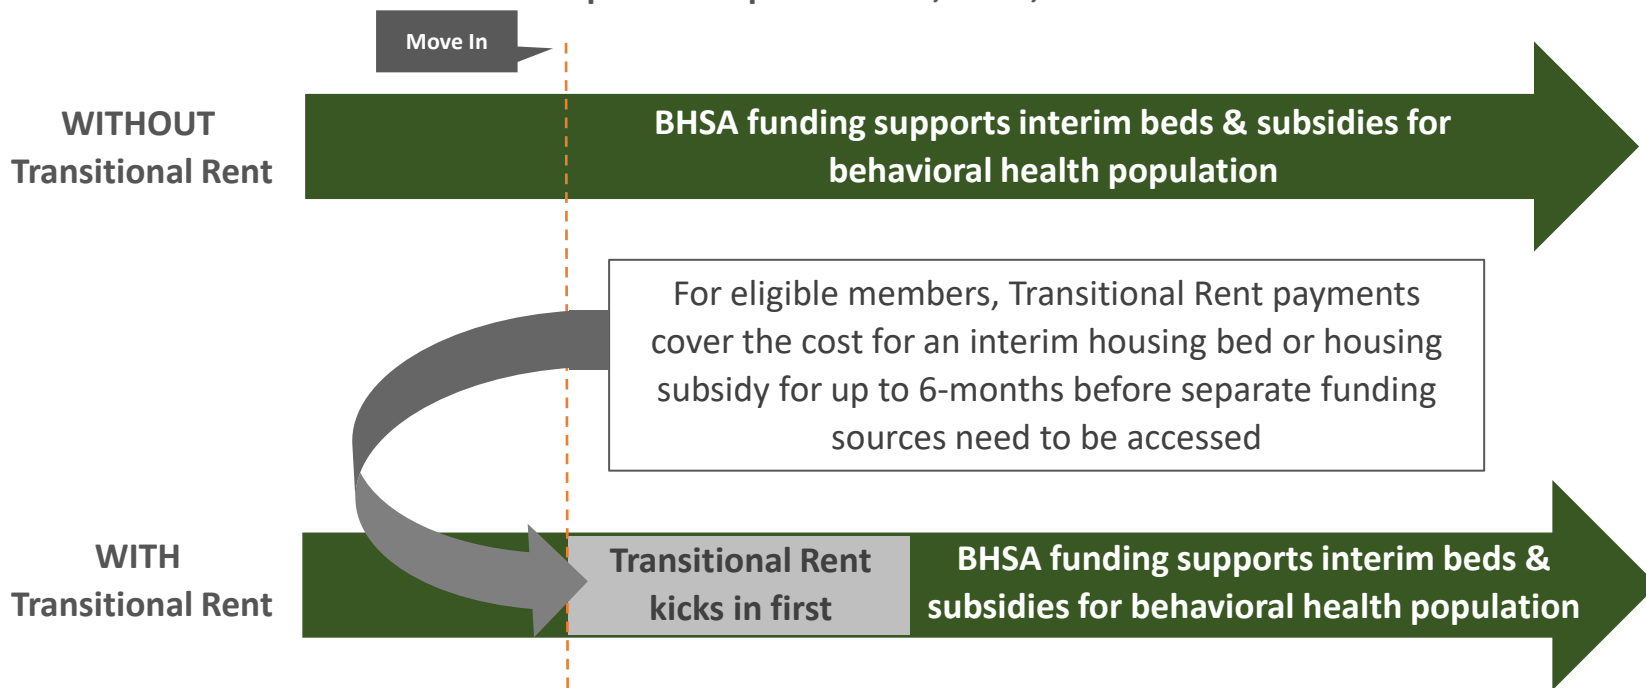 Move In
WITHOUT
Transitional Rent
BHSA funding supports interim beds & subsidies for
behavioral health population
For eligible members, Transitional Rent payments
cover the cost for an interim housing bed or housing
subsidy for up to 6-months before separate funding
sources need to be accessed
WITH
Transitional Rent
Transitional Rent
kicks in first
BHSA funding supports interim beds &
subsidies for behavioral health population